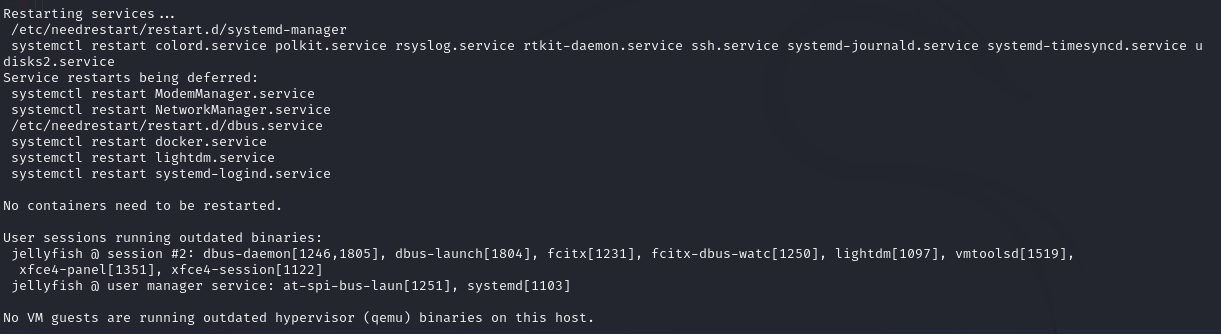 Restarting services...
/etc/needrestart/restart.d/systemd-manager
systemctl restart colord.service polkit.service rsyslog.service rtkit-daemon.service ssh.service systemd-journald.service systemd-timesyncd.service u
disks2.service
Service restarts being deferred:
systemctl restart ModemManager.service
systemctl restart NetworkManager.service
/etc/needrestart/restart.d/dbus.service
systemctl restart docker.service
systemctl restart lightdm.service
systemctl restart systemd-logind.service
No containers need to be restarted.
User sessions running outdated binaries:
jellyfish @ session #2: dbus-daemon[1246,1805], dbus-launch[1804], fcitx[1231], fcitx-dbus-watc[1250], lightdm[1097], vmtoolsd[1519],
xfce4-panel[1351], xfce4-session[1122]
jellyfish @ user manager service: at-spi-bus-laun[1251], systemd[1103]
No VM guests are running outdated hypervisor (qemu) binaries on this host.